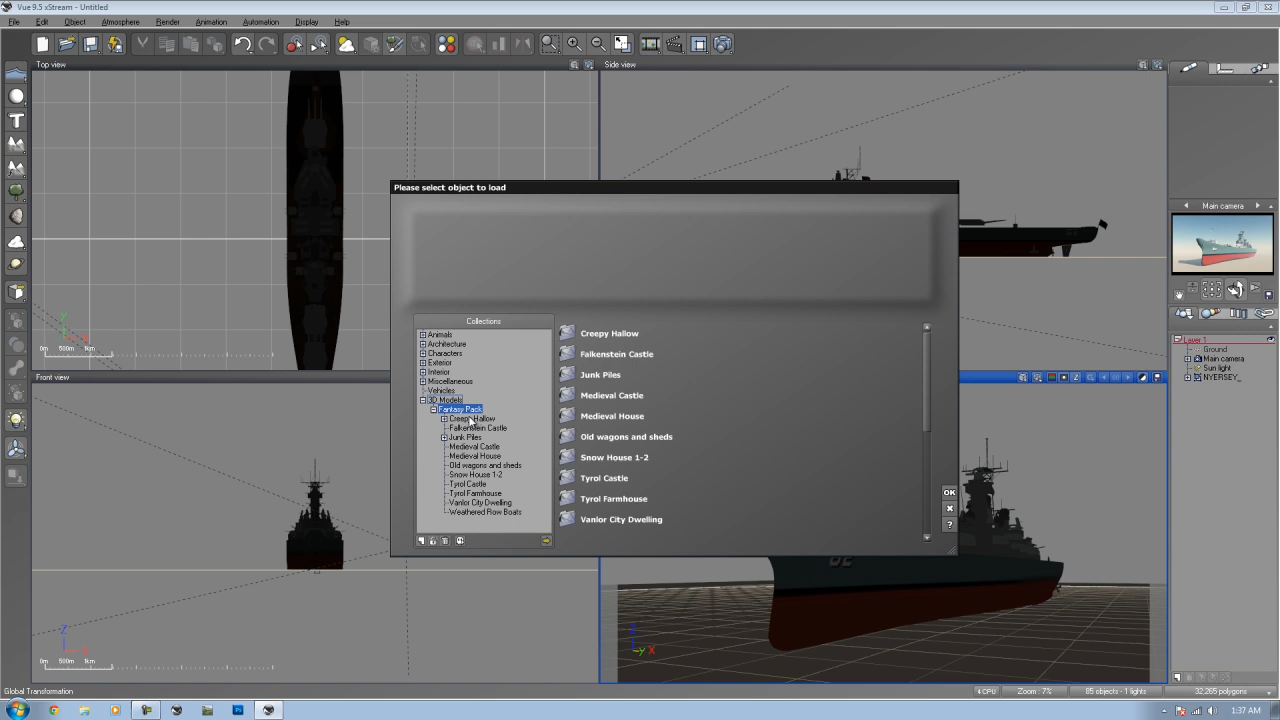 Vue 9.5 xStream - Untitled
File Edit Object Atmosphere Render Animation Automation Display Help
Top view
Side view
Please select object to load
Main camera
Collections
Animals
Architecture
Characters
Exterior
Interior
Miscellaneous
Vehicles
3D Models
Fantasy Pack
Creepy Hallow
Falkenstein Castle
Junk Piles
Medieval Castle
Medieval House
Old wagons and sheds
Snow House 1-2
Tyrol Castle
Tyrol Farmhouse
Vanlor City Dwelling
Weathered Row Boats
Creepy Hallow
Falkenstein Castle
Junk Piles
Medieval Castle
Medieval House
Old wagons and sheds
Snow House 1-2
Tyrol Castle
Tyrol Farmhouse
Vanlor City Dwelling
OK
?
Y
0m 500m 1km
Front view
Layer 1
Ground
Main camera
Sun light
NYERSEY_
62
Z
0m 500m 1km
Z
y X
Global Transformation
CPU
Zoom : 7%
85 objects - 1 lights
32,265 polygons
1:37 AM